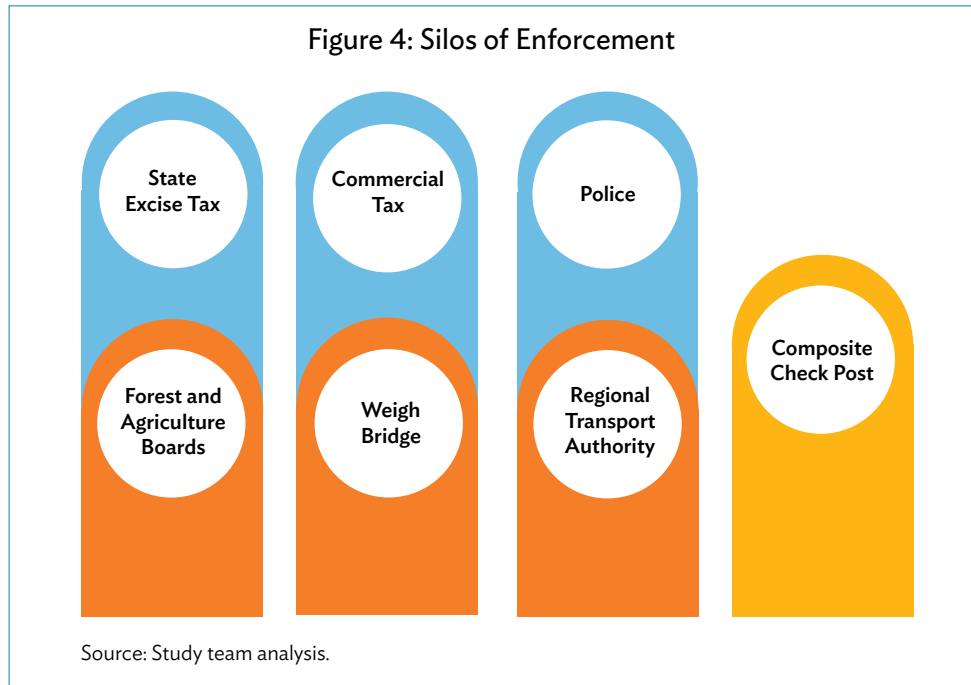 Figure 4: Silos of Enforcement
State
Excise Tax
Commercial
Tax
Police
Forest and
Agriculture
Boards
Weigh
Bridge
Regional
Transport
Authority
Composite
Check Post
Source: Study team analysis.